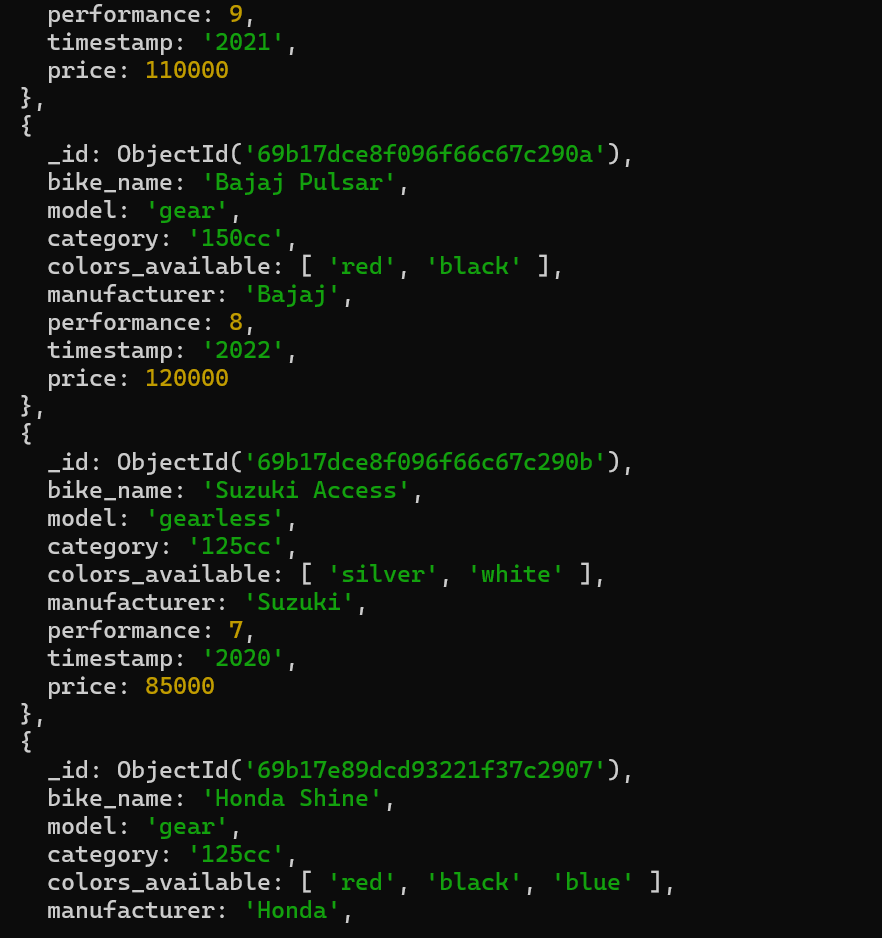 performance: 9,
timestamp: '2021',
price: 110000
},
{
_id: ObjectId('69b17dce8f096f66c67c290a'),
bike_name: 'Bajaj Pulsar',
model: 'gear',
category: '150cc',
colors_available: [ 'red', 'black' ],
manufacturer: 'Bajaj',
performance: 8,
timestamp: '2022',
price: 120000
},
{
_id: ObjectId('69b17dce8f096f66c67c290b'),
bike_name: 'Suzuki Access',
model: 'gearless',
category: '125cc',
colors_available: [ 'silver', 'white' ],
manufacturer: 'Suzuki',
performance: 7,
timestamp: '2020',
price: 85000
},
{
_id: ObjectId('69b17e89dcd93221f37c2907'),
bike_name: 'Honda Shine',
model: 'gear',
category: '125cc',
colors_available: [ 'red', 'black', 'blue' ],
manufacturer: 'Honda',